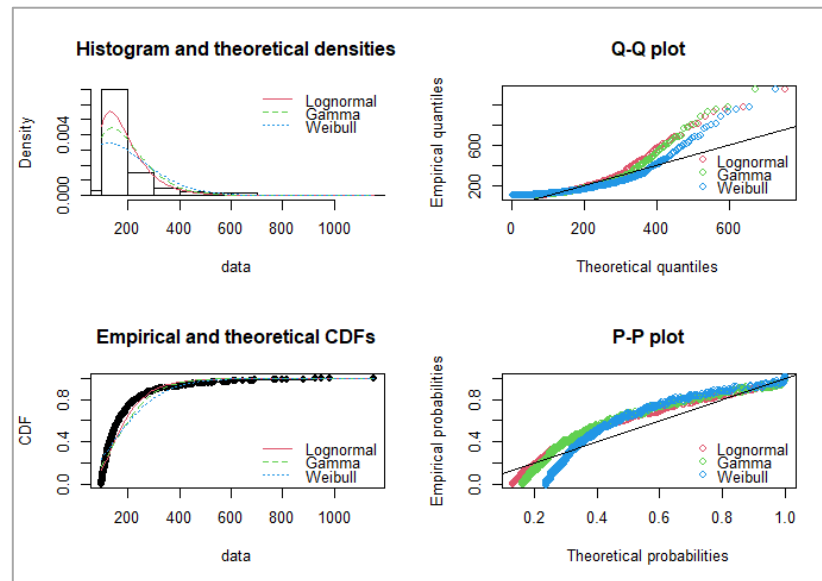 Histogram and theoretical densities
Density
0.000
0.004
Lognormal
Gamma
Weibull
200
400
600
800
1000
data
Q-Q plot
Empirical quantiles
200
600
Lognormal
Gamma
Weibull
0
200
400
600
Theoretical quantiles
Empirical and theoretical CDFs
CDF
0.0
0.4
0.8
Lognormal
Gamma
Weibull
200
400
600
800
1000
data
P-P plot
Empirical probabilities
0.0
0.4
0.8
Lognormal
Gamma
Weibull
0.2
0.4
0.6
0.8
1.0
Theoretical probabilities